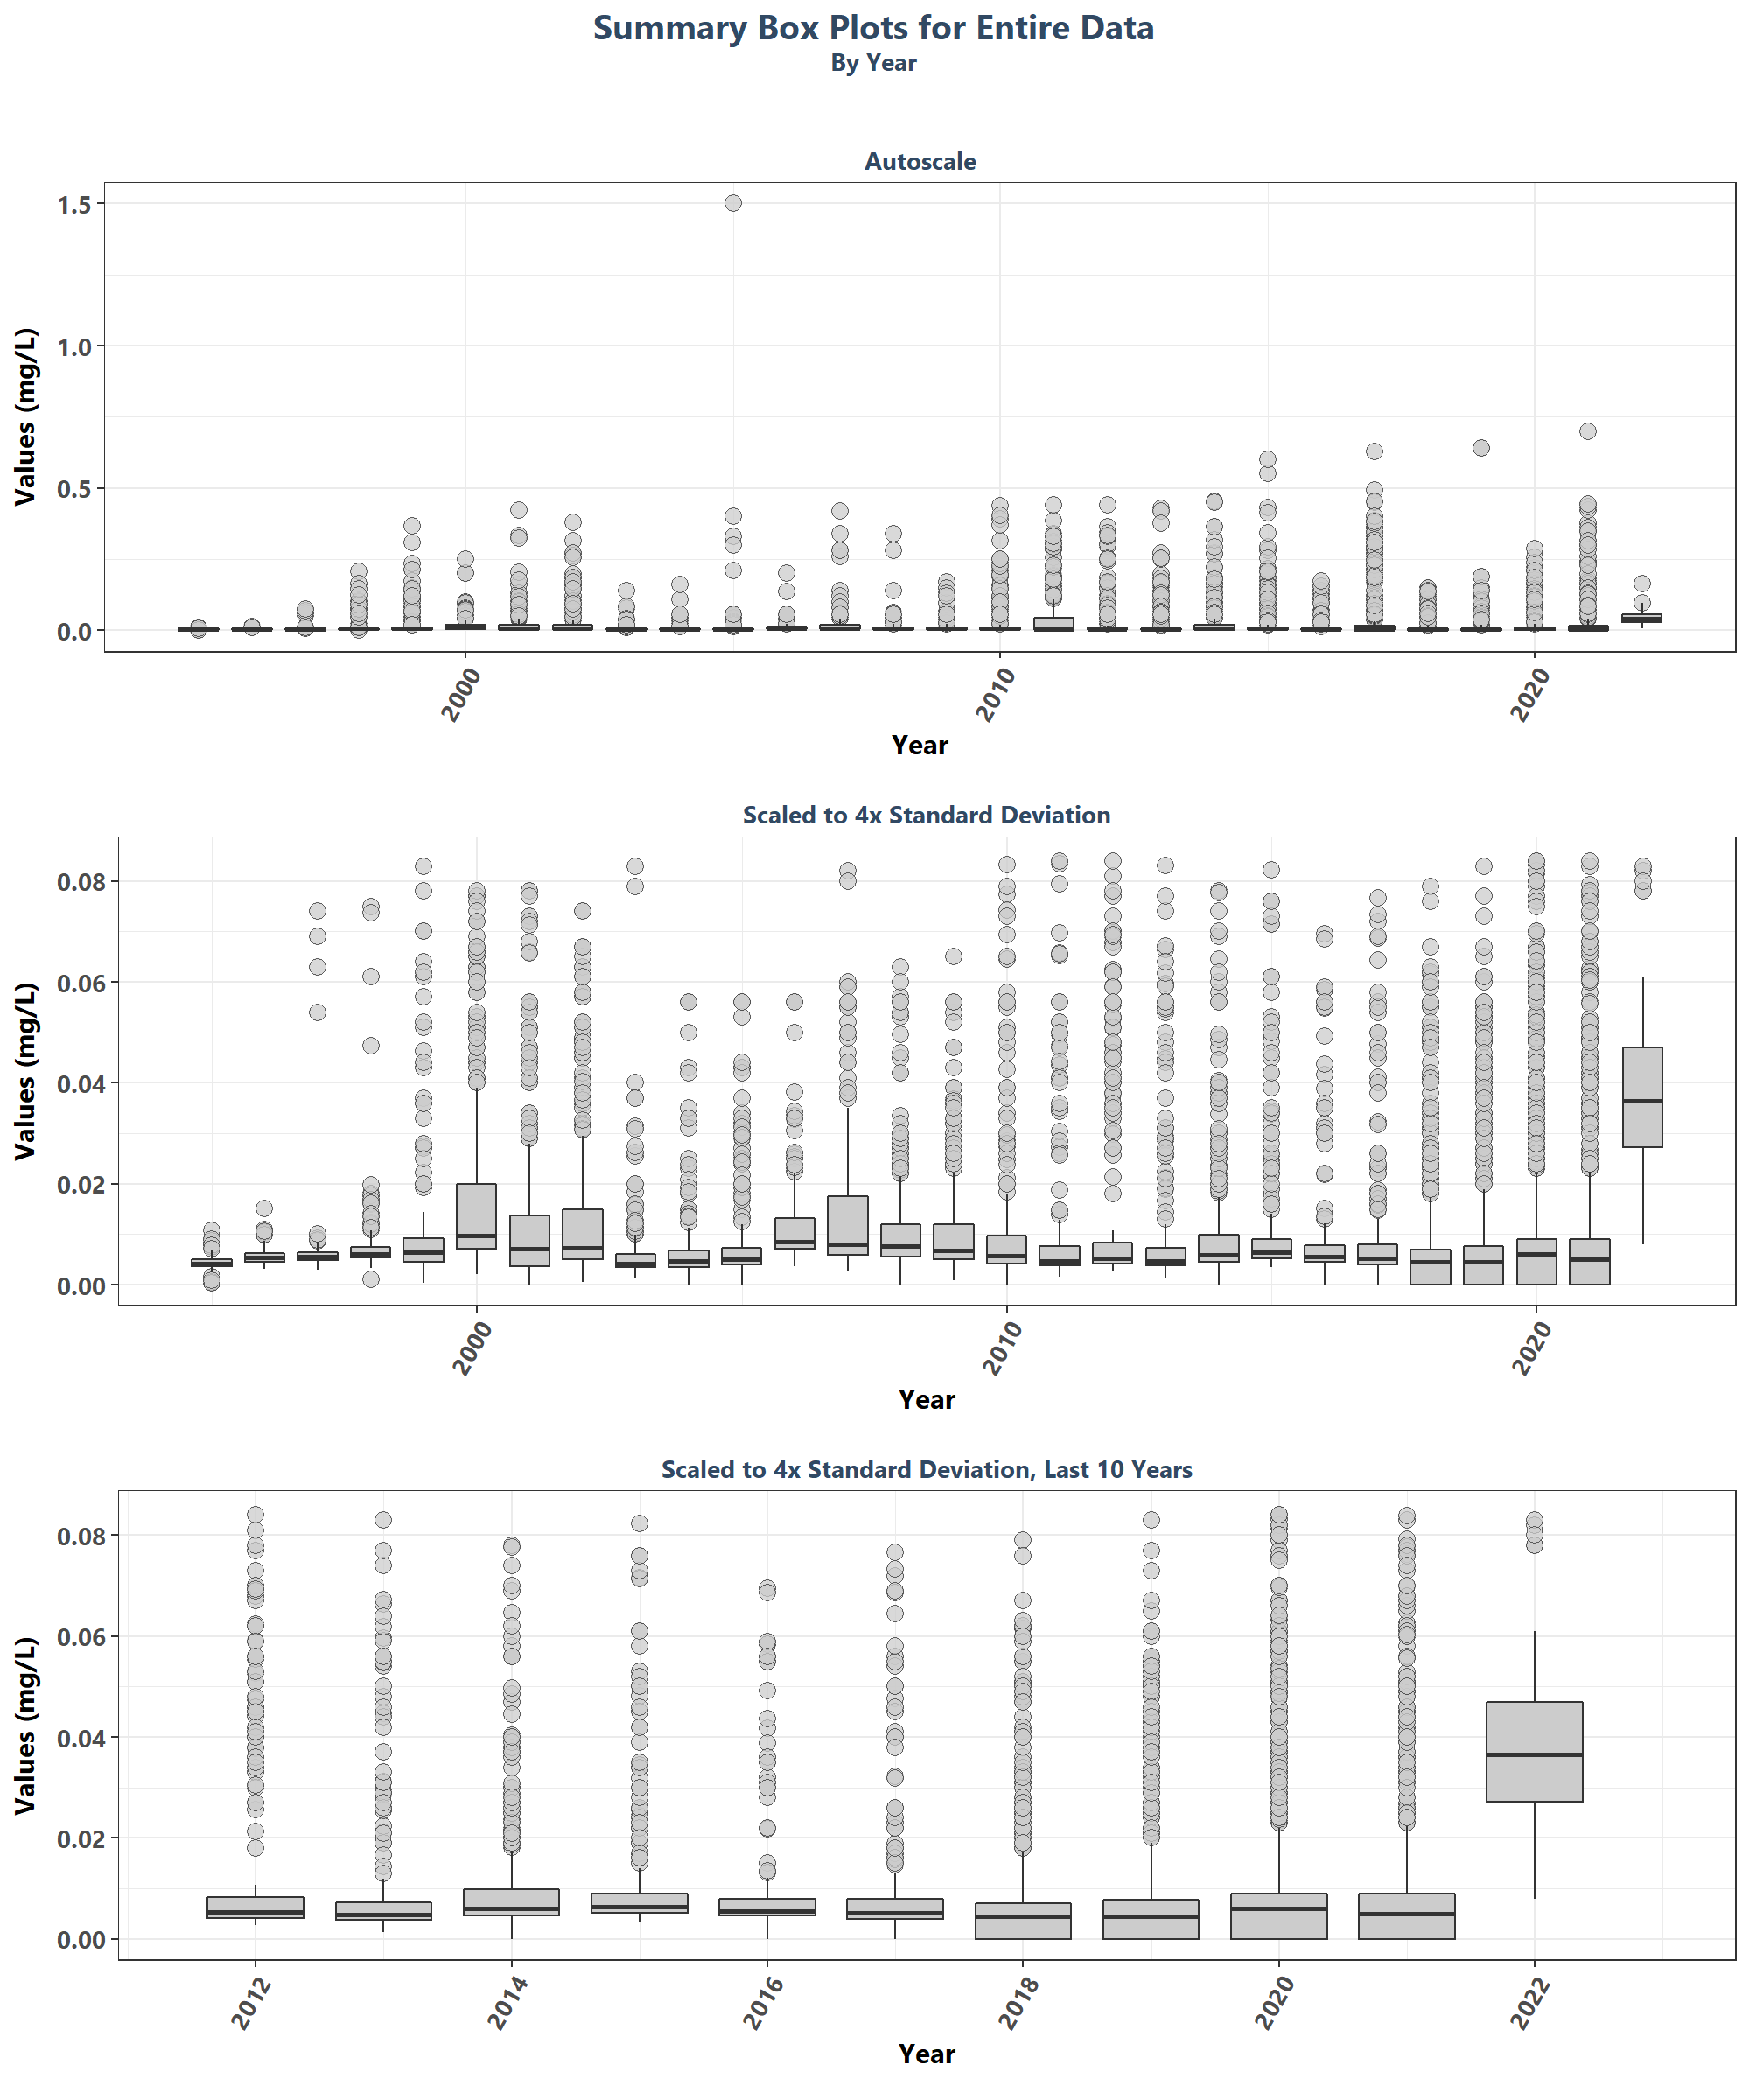 Summary Box Plots for Entire Data
By Year
Autoscale
Values (mg/L)
1.5
1.0
0.5
0.0
2000
2010
2020
Year
Scaled to 4x Standard Deviation
Values (mg/L)
0.08
0.06
0.04
0.02
0.00
2000
2010
2020
Year
Scaled to 4x Standard Deviation, Last 10 Years
Values (mg/L)
0.08
0.06
0.04
0.02
0.00
2012
2014
2016
2018
2020
2022
Year